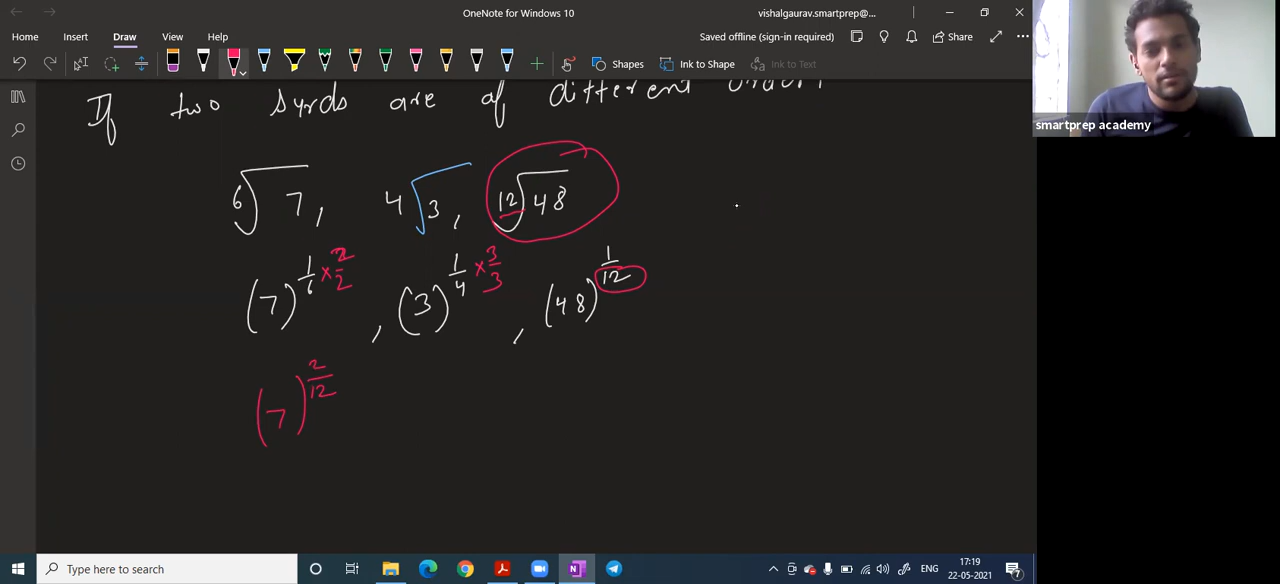 OneNote for Windows 10
vishalgaurav.smartprep@...
Home Insert Draw View Help
Saved offline (sign-in required)
Share
Shapes
Ink to Shape
Ink to Text
If two syrds are of different order.
smartprep academy
6√7, 4√3, 12√48
(7)^1/6 × 2/2, (3)^1/4 × 3/3, (48)^1/12
(7)^2/12
Type here to search
ENG
17:19
22-05-2021
7